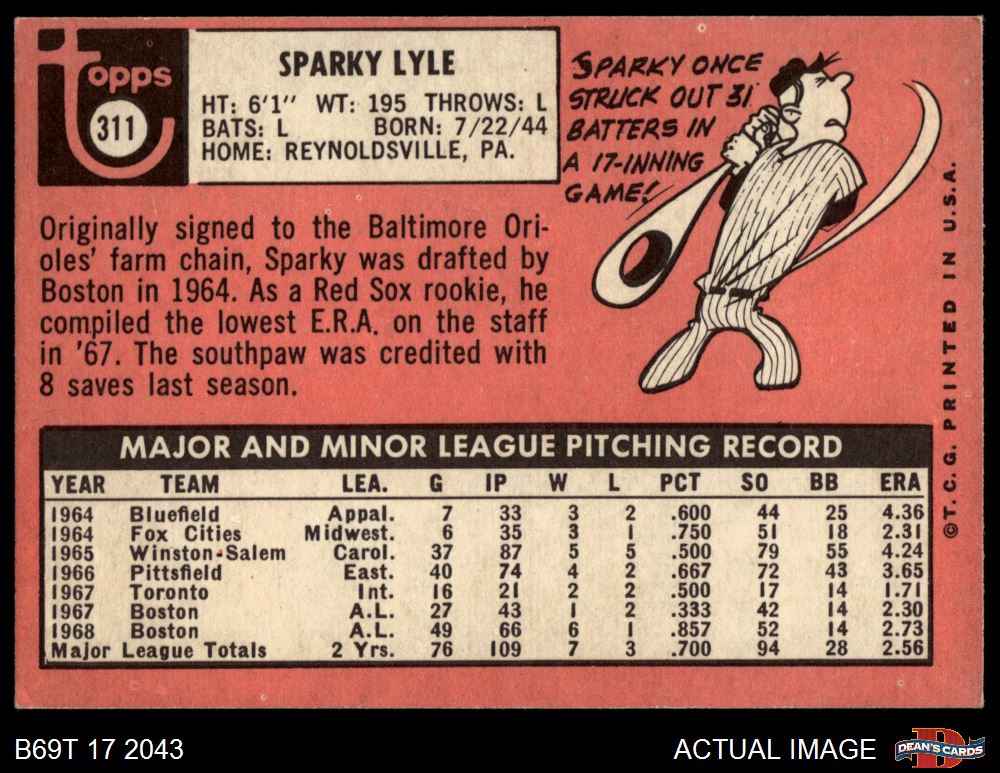 topps
311
SPARKY LYLE
HT: 6'1" WT: 195 THROWS: L
BATS: L BORN: 7/22/44
HOME: REYNOLDSVILLE, PA.
SPARKY ONCE
STRUCK OUT 31
BATTERS IN
A 17-INNING
GAME!
Originally signed to the Baltimore Ori-
oles' farm chain, Sparky was drafted by
Boston in 1964. As a Red Sox rookie, he
compiled the lowest E.R.A. on the staff
in '67. The southpaw was credited with
8 saves last season.
MAJOR AND MINOR LEAGUE PITCHING RECORD
YEAR TEAM LEA. G IP W L PCT SO BB ERA
1964 Bluefield Appal. 7 33 3 2 .600 44 25 4.36
1964 Fox Cities Midwest. 6 35 3 1 .750 51 18 2.31
1965 Winston-Salem Carol. 37 87 5 5 .500 79 55 4.24
1966 Pittsfield East. 40 74 4 2 .667 72 43 3.65
1967 Toronto Int. 16 21 2 2 .500 17 14 1.71
1967 Boston A.L. 27 43 1 2 .333 42 14 2.30
1968 Boston A.L. 49 66 6 1 .857 52 14 2.73
Major League Totals 2 Yrs. 76 109 7 3 .700 94 28 2.56
©T.C.G. PRINTED IN U.S.A.
B69T 17 2043
ACTUAL IMAGE
D
DEAN'S CARDS